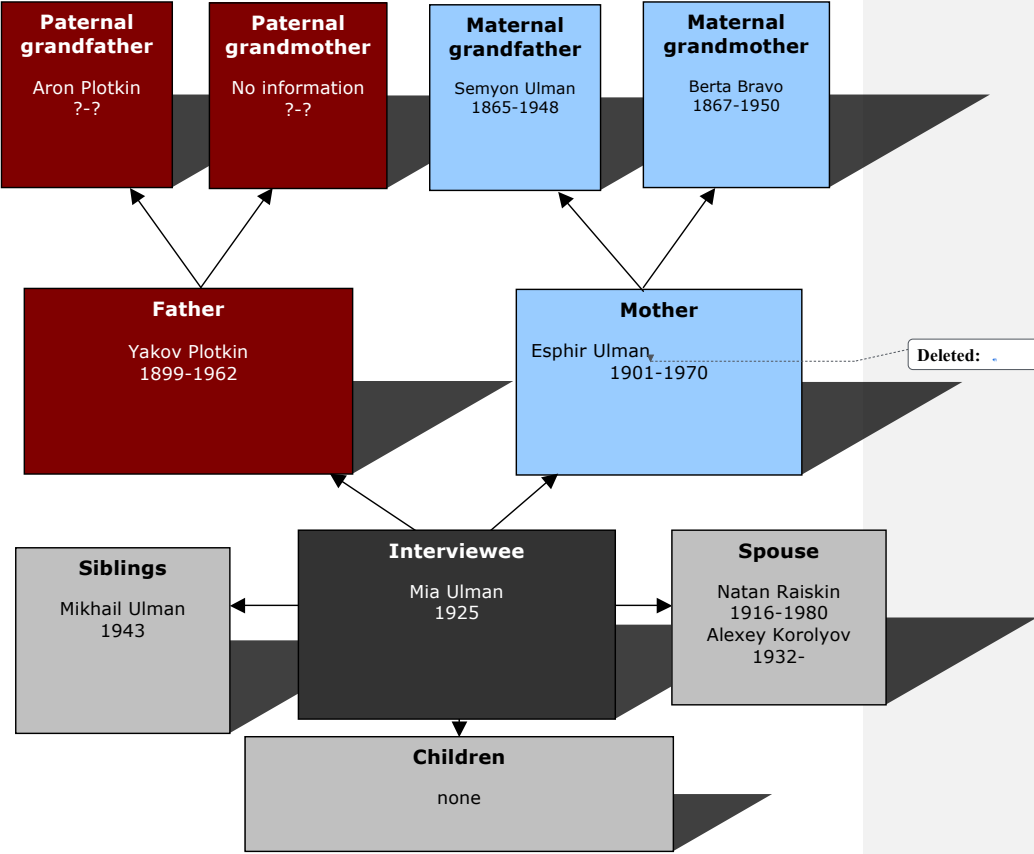 Paternal
grandfather
Aron Plotkin
?-?
Paternal
grandmother
No information
?-?
Maternal
grandfather
Semyon Ulman
1865-1948
Maternal
grandmother
Berta Bravo
1867-1950
Father
Yakov Plotkin
1899-1962
Mother
Esphir Ulman
1901-1970
Deleted:
Siblings
Mikhail Ulman
1943
Interviewee
Mia Ulman
1925
Spouse
Natan Raiskin
1916-1980
Alexey Korolyov
1932-
Children
none